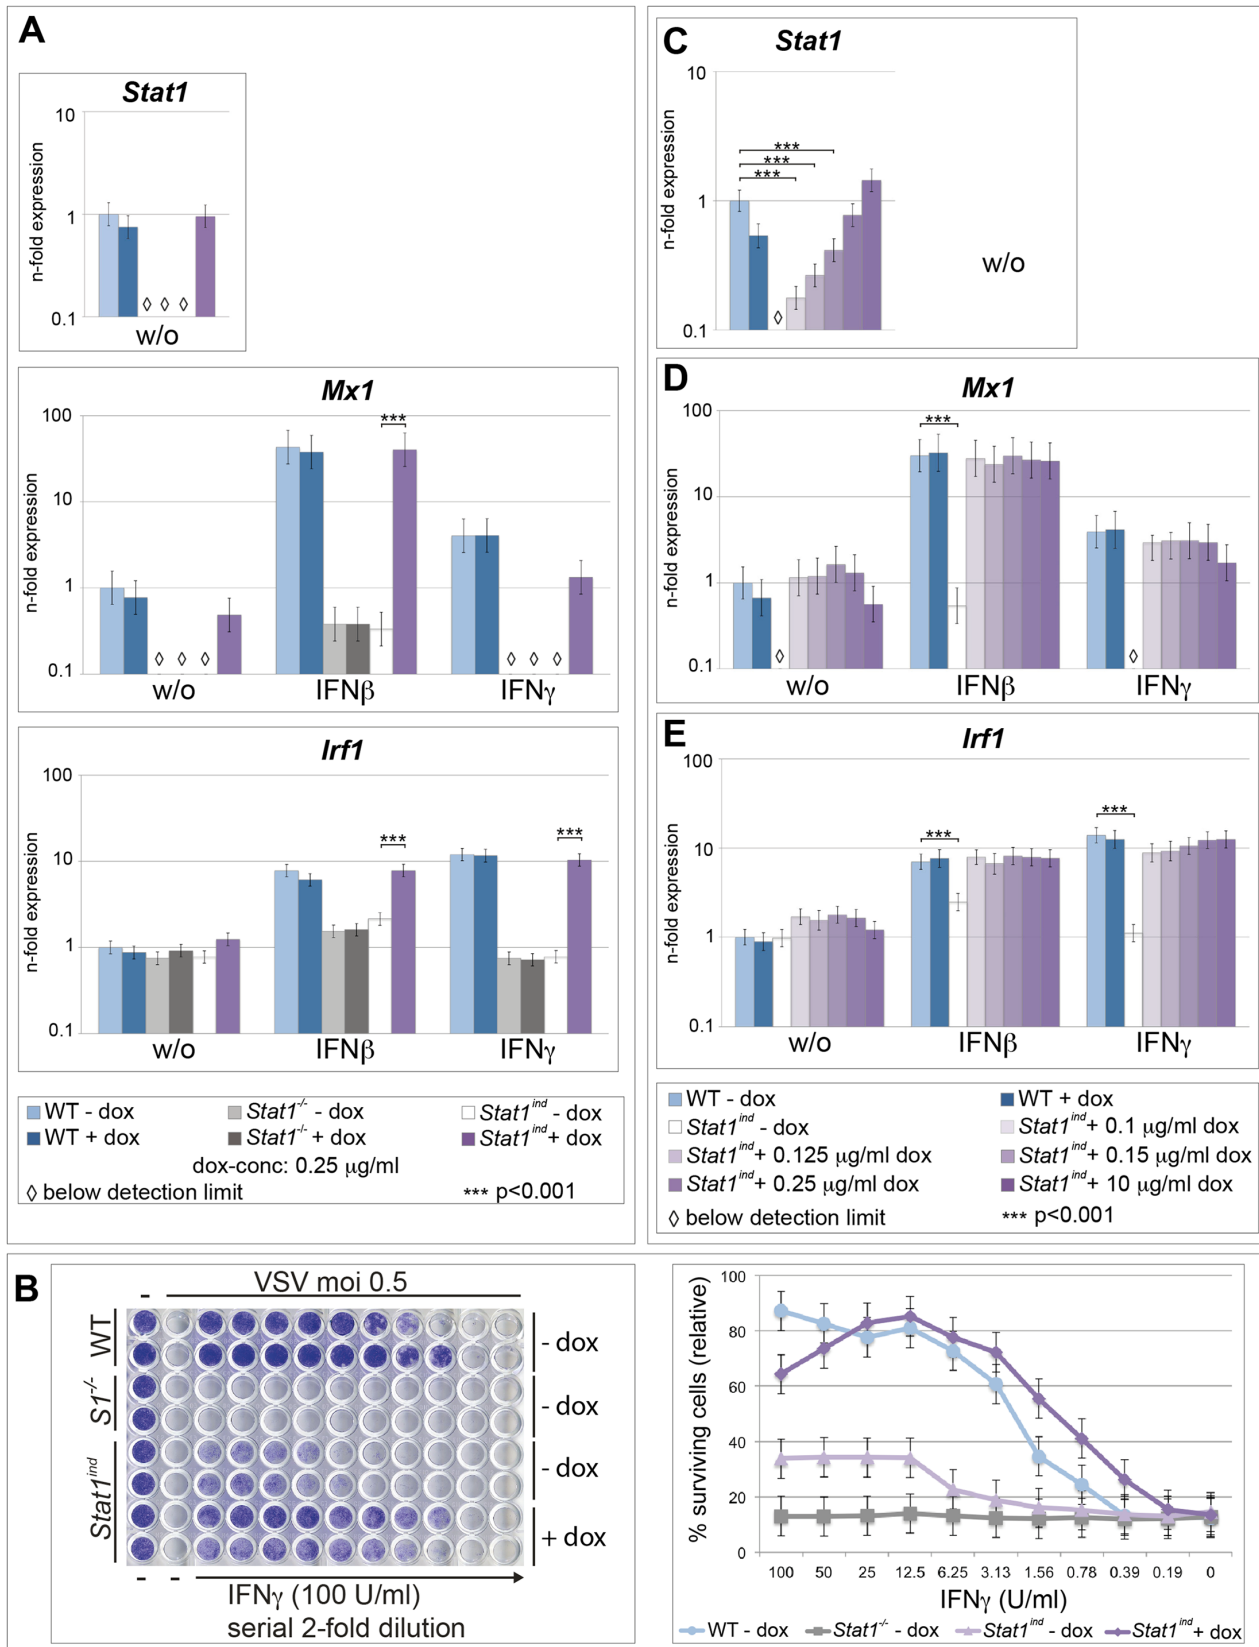 A
Stat1
n-fold expression
10
1
0.1
◊ ◊ ◊
w/o
Mx1
n-fold expression
100
10
1
0.1
***
◊ ◊ ◊
◊ ◊ ◊
w/o IFNβ IFNγ
Irf1
n-fold expression
100
10
1
0.1
***
***
w/o IFNβ IFNγ
WT - dox Stat1-/- - dox Stat1ind - dox
WT + dox Stat1-/- + dox Stat1ind + dox
dox-conc: 0.25 µg/ml
◊ below detection limit *** p<0.001
C
Stat1
n-fold expression
10
1
0.1
***
***
***
◊
w/o
D
Mx1
n-fold expression
100
10
1
0.1
***
◊
◊
w/o IFNβ IFNγ
E
Irf1
n-fold expression
100
10
1
0.1
***
***
w/o IFNβ IFNγ
WT - dox WT + dox
Stat1ind - dox Stat1ind + 0.1 µg/ml dox
Stat1ind + 0.125 µg/ml dox Stat1ind + 0.15 µg/ml dox
Stat1ind + 0.25 µg/ml dox Stat1ind + 10 µg/ml dox
◊ below detection limit *** p<0.001
B
VSV moi 0.5
-
WT
S1-/-
Stat1ind
- dox
- dox
- dox
+ dox
- -
IFNγ (100 U/ml)
serial 2-fold dilution
% surviving cells (relative)
100
80
60
40
20
0
100 50 25 12.5 6.25 3.13 1.56 0.78 0.39 0.19 0
IFNγ (U/ml)
WT - dox Stat1-/- - dox Stat1ind - dox Stat1ind + dox